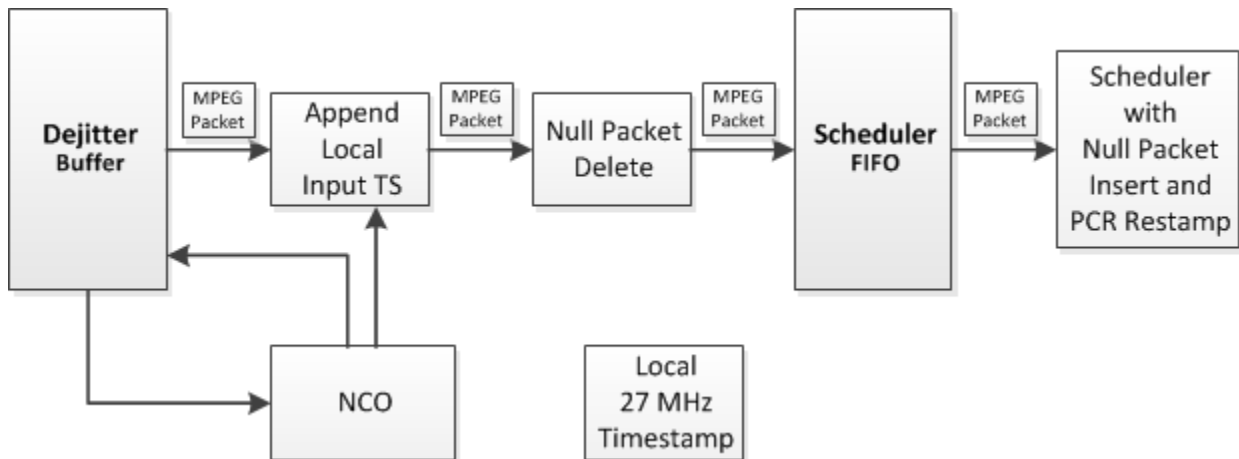 Dejitter
Buffer
MPEG
Packet
Append
Local
Input TS
MPEG
Packet
Null Packet
Delete
MPEG
Packet
Scheduler
FIFO
MPEG
Packet
Scheduler
with
Null Packet
Insert and
PCR Restamp
NCO
Local
27 MHz
Timestamp